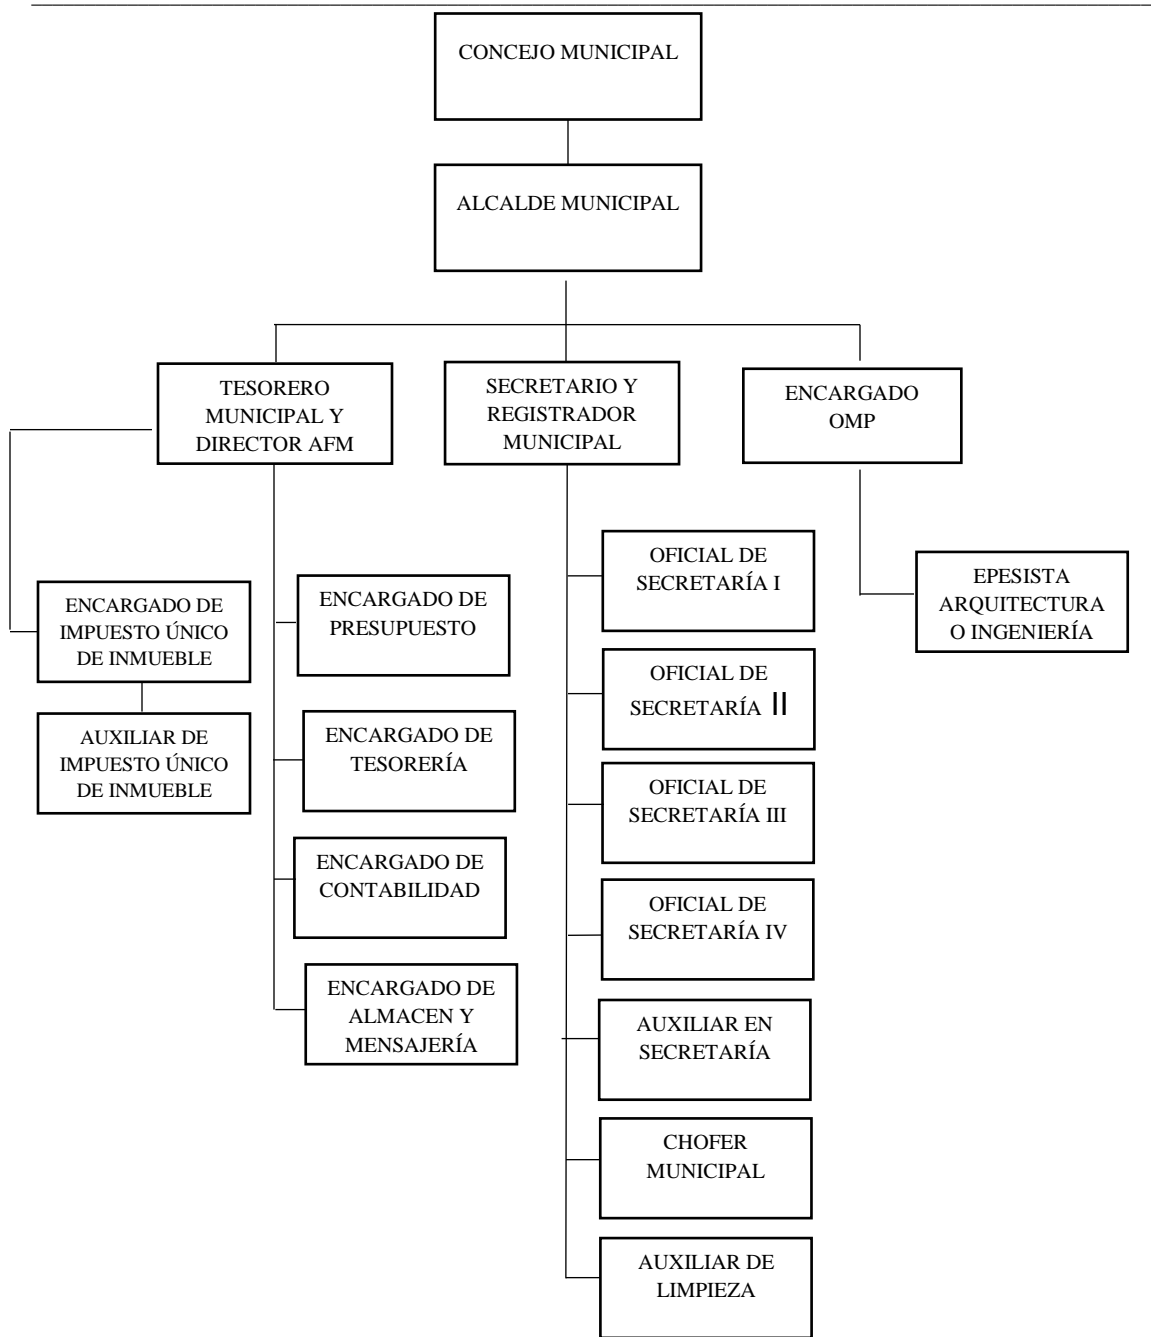 CONCEJO MUNICIPAL
ALCALDE MUNICIPAL
TESORERO
MUNICIPAL Y
DIRECTOR AFM
SECRETARIO Y
REGISTRADOR
MUNICIPAL
ENCARGADO
OMP
ENCARGADO DE
IMPUESTO ÚNICO
DE INMUEBLE
AUXILIAR DE
IMPUESTO ÚNICO
DE INMUEBLE
ENCARGADO DE
PRESUPUESTO
ENCARGADO DE
TESORERÍA
ENCARGADO DE
CONTABILIDAD
ENCARGADO DE
ALMACEN Y
MENSAJERÍA
OFICIAL DE
SECRETARÍA I
OFICIAL DE
SECRETARÍA II
OFICIAL DE
SECRETARÍA III
OFICIAL DE
SECRETARÍA IV
AUXILIAR EN
SECRETARÍA
CHOFER
MUNICIPAL
AUXILIAR DE
LIMPIEZA
EPESISTA
ARQUITECTURA
O INGENIERÍA